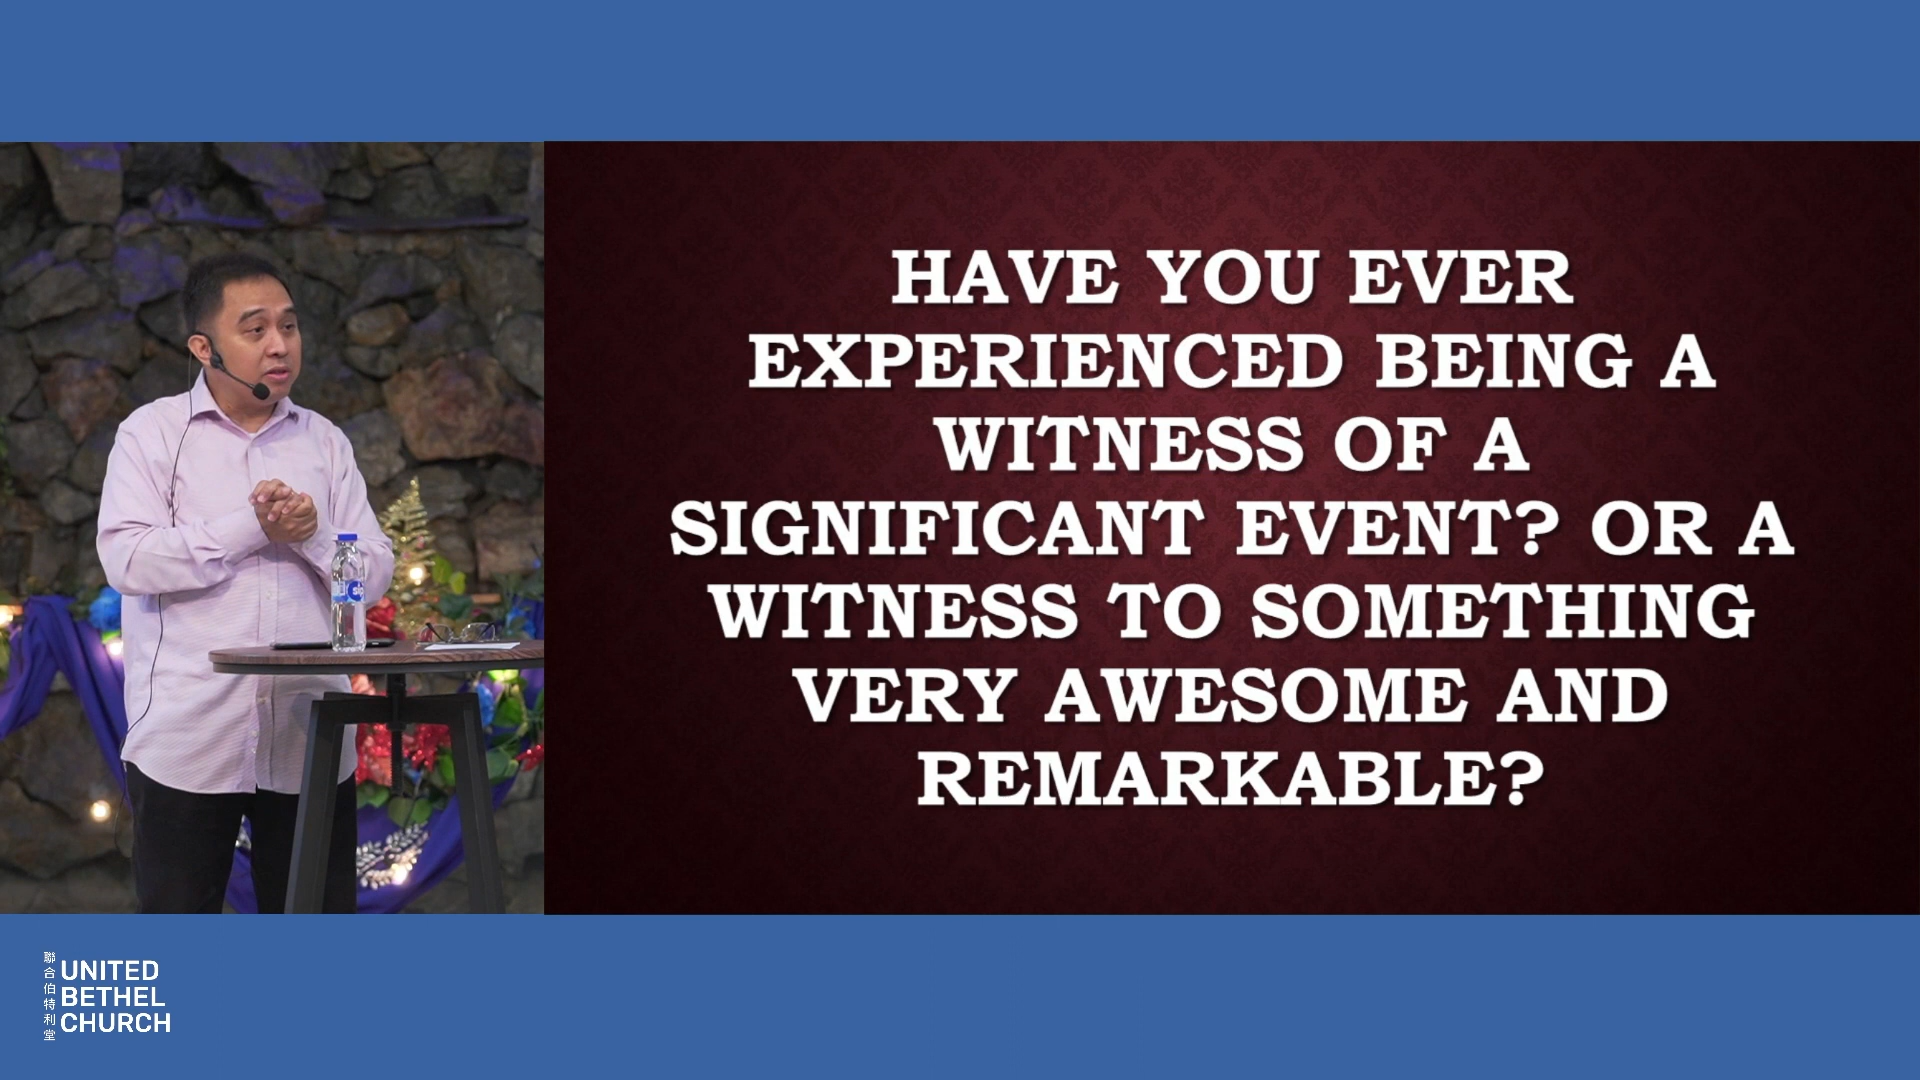 HAVE YOU EVER
EXPERIENCED BEING A
WITNESS OF A
SIGNIFICANT EVENT? OR A
WITNESS TO SOMETHING
VERY AWESOME AND
REMARKABLE?
聯合伯特利堂
UNITED
BETHEL
CHURCH